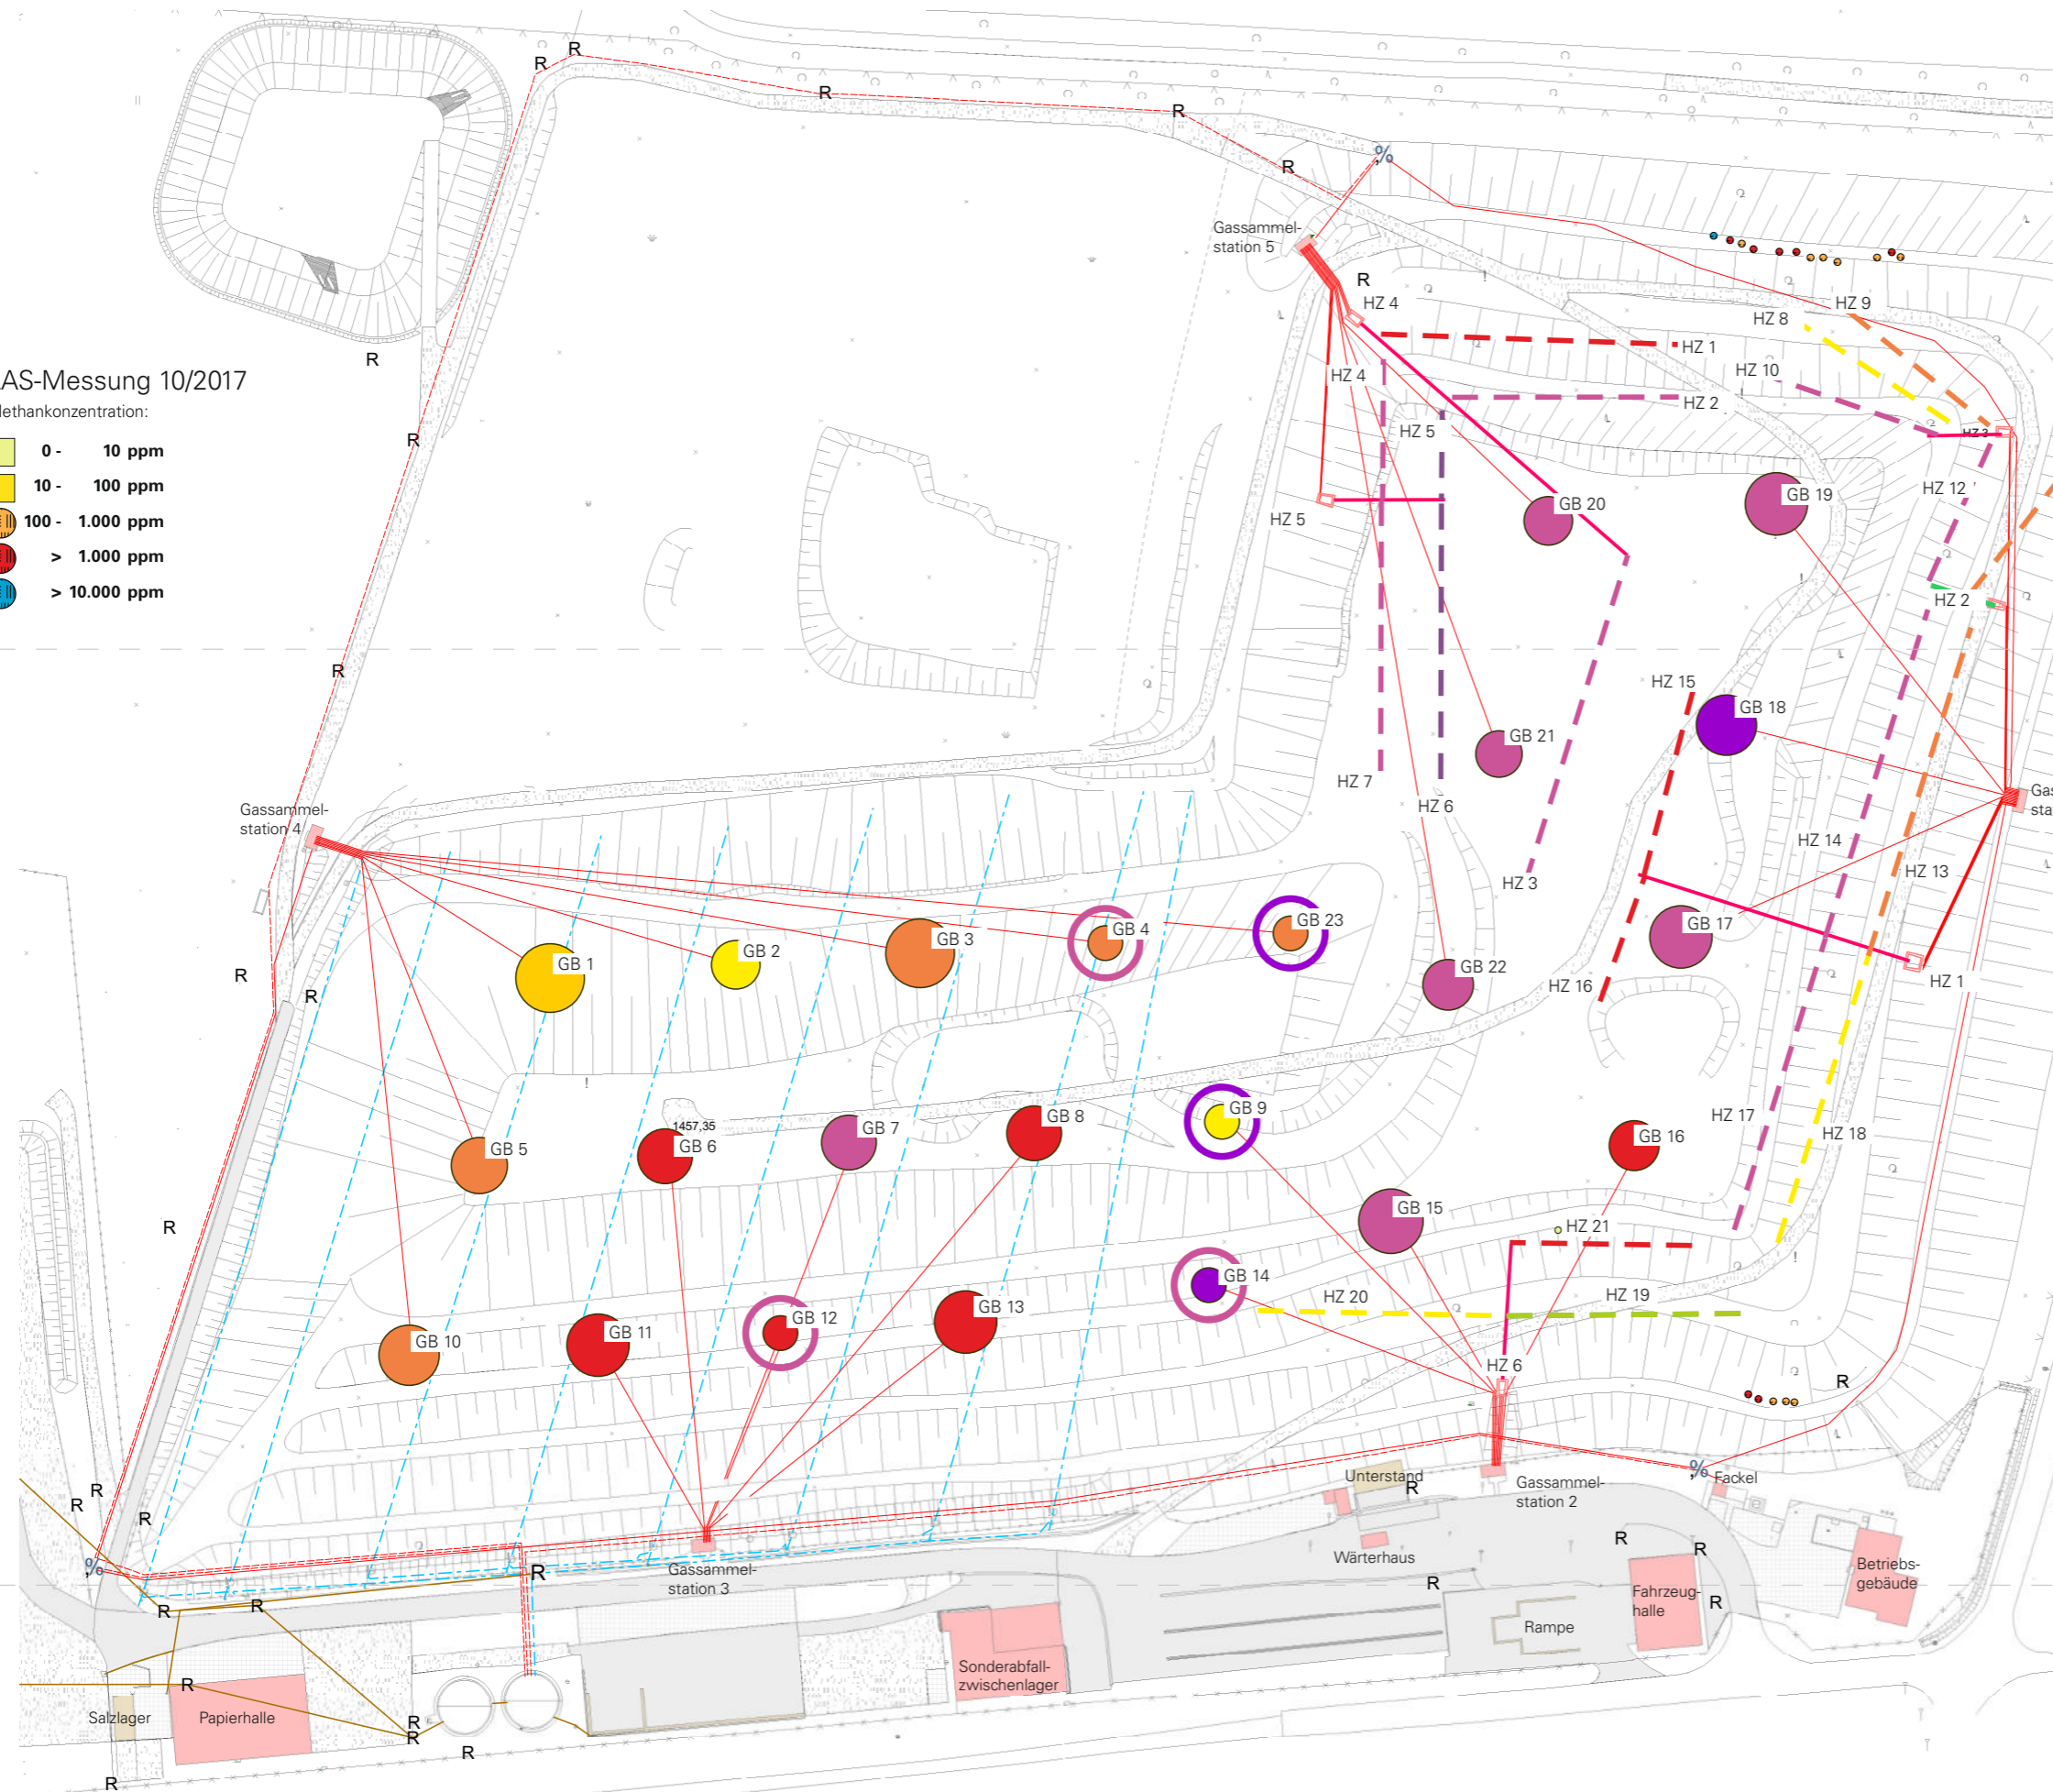 R
R
R
R
%
R
Gassammel-
station 5
R
HZ 4
HZ 9
HZ 8
HZ 1
R
AS-Messung 10/2017
ethankonzentration:
HZ 4
HZ 10
HZ 2
HZ 5
HZ 3
R
0 - 10 ppm
10 - 100 ppm
100 - 1.000 ppm
> 1.000 ppm
> 10.000 ppm
HZ 12
GB 19
GB 20
HZ 5
HZ 2
R
HZ 15
GB 18
GB 21
HZ 7
HZ 6
Gas
sta
Gassammel-
station 4
HZ 14
HZ 13
HZ 3
GB 4
GB 23
GB 3
GB 2
GB 1
GB 17
GB 22
HZ 16
HZ 1
R
R
1457,35
GB 5
GB 6
GB 7
GB 8
GB 9
HZ 17
HZ 18
GB 16
GB 15
R
HZ 21
GB 14
HZ 20
HZ 19
GB 10
GB 11
GB 12
GB 13
HZ 6
R
R
R
R
%
Fackel
Unterstand
R
Gassammel-
station 2
R
R
Wärterhaus
%
R
Gassammel-
station 3
R
Betriebs-
gebäude
Fahrzeug-
halle
R
R
R
Rampe
Sonderabfall-
zwischenlager
R
Salzlager
Papierhalle
R
R
R
R